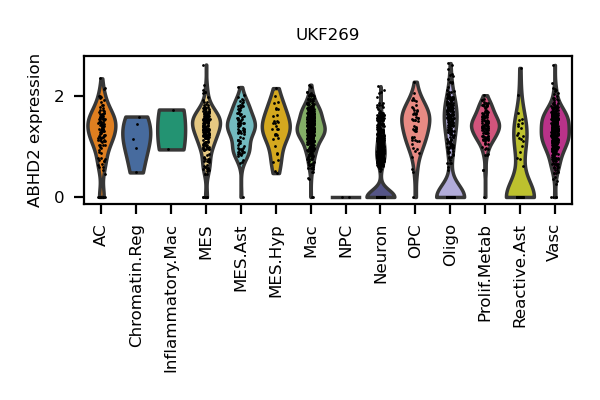 UKF269
ABHD2 expression
2
0
AC
Chromatin.Reg
Inflammatory.Mac
MES
MES.Ast
MES.Hyp
Mac
NPC
Neuron
OPC
Oligo
Prolif.Metab
Reactive.Ast
Vasc